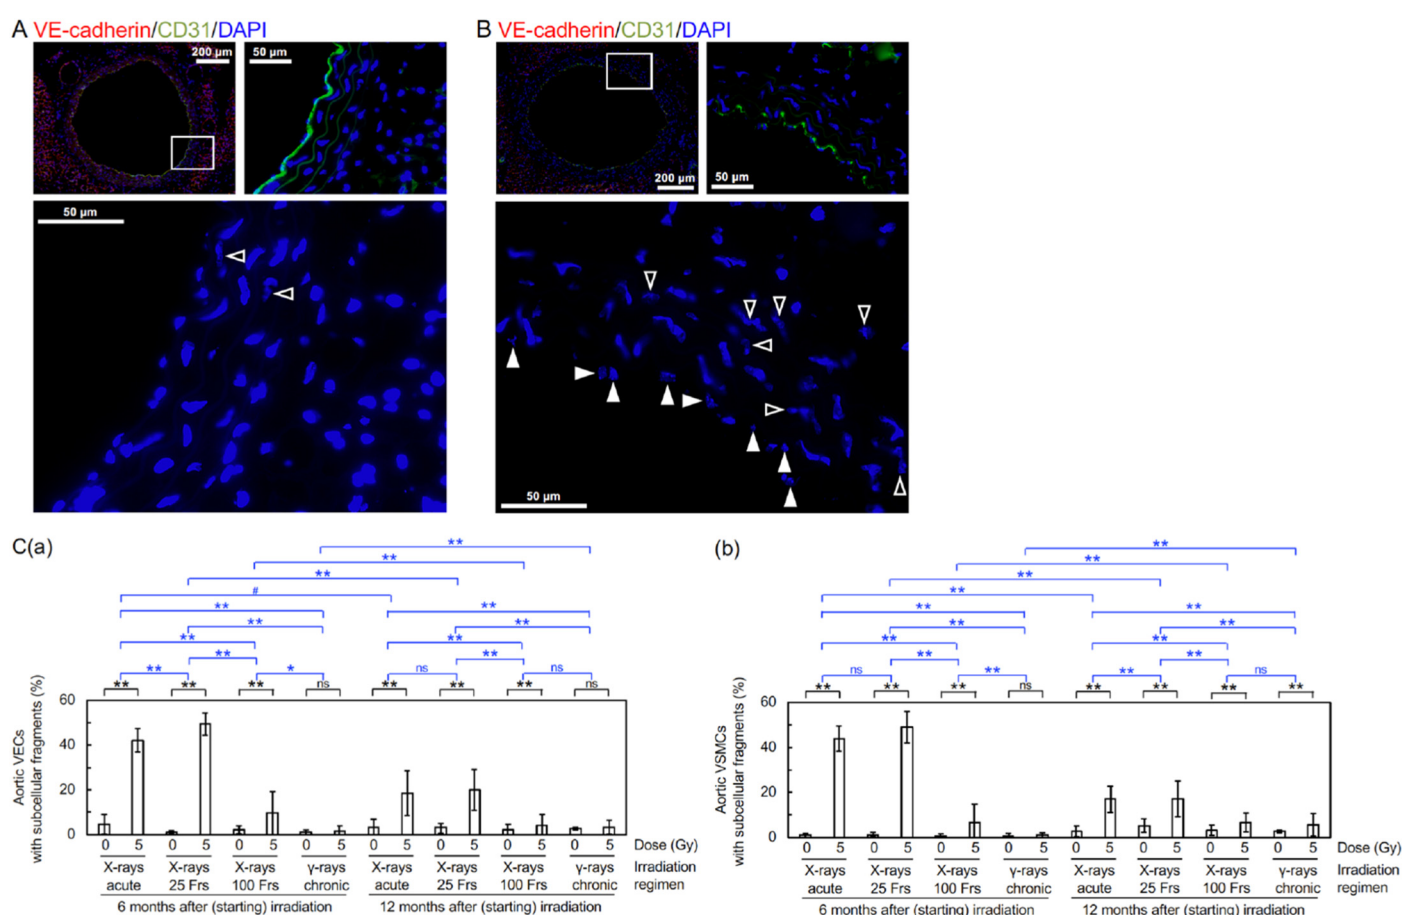 A VE-cadherin/CD31/DAPI
200 µm
50 µm
50 µm
B VE-cadherin/CD31/DAPI
200 µm
50 µm
50 µm
C(a)
**
**
**
#
** **
** **
** **
** **
** * ns ns
** ** ** ns ** ** ** ns
Aortic VECs
with subcellular fragments (%)
60
40
20
0
0 5 0 5 0 5 0 5 0 5 0 5 0 5 0 5 Dose (Gy)
X-rays X-rays X-rays γ-rays X-rays X-rays X-rays γ-rays Irradiation
acute 25 Frs 100 Frs chronic acute 25 Frs 100 Frs chronic regimen
6 months after (starting) irradiation 12 months after (starting) irradiation
(b)
**
**
**
**
** **
** **
** **
** **
ns ** ** ns
** ** ** ns ** ** ** **
Aortic VSMCs
with subcellular fragments (%)
60
40
20
0
0 5 0 5 0 5 0 5 0 5 0 5 0 5 0 5 Dose (Gy)
X-rays X-rays X-rays γ-rays X-rays X-rays X-rays γ-rays Irradiation
acute 25 Frs 100 Frs chronic acute 25 Frs 100 Frs chronic regimen
6 months after (starting) irradiation 12 months after (starting) irradiation